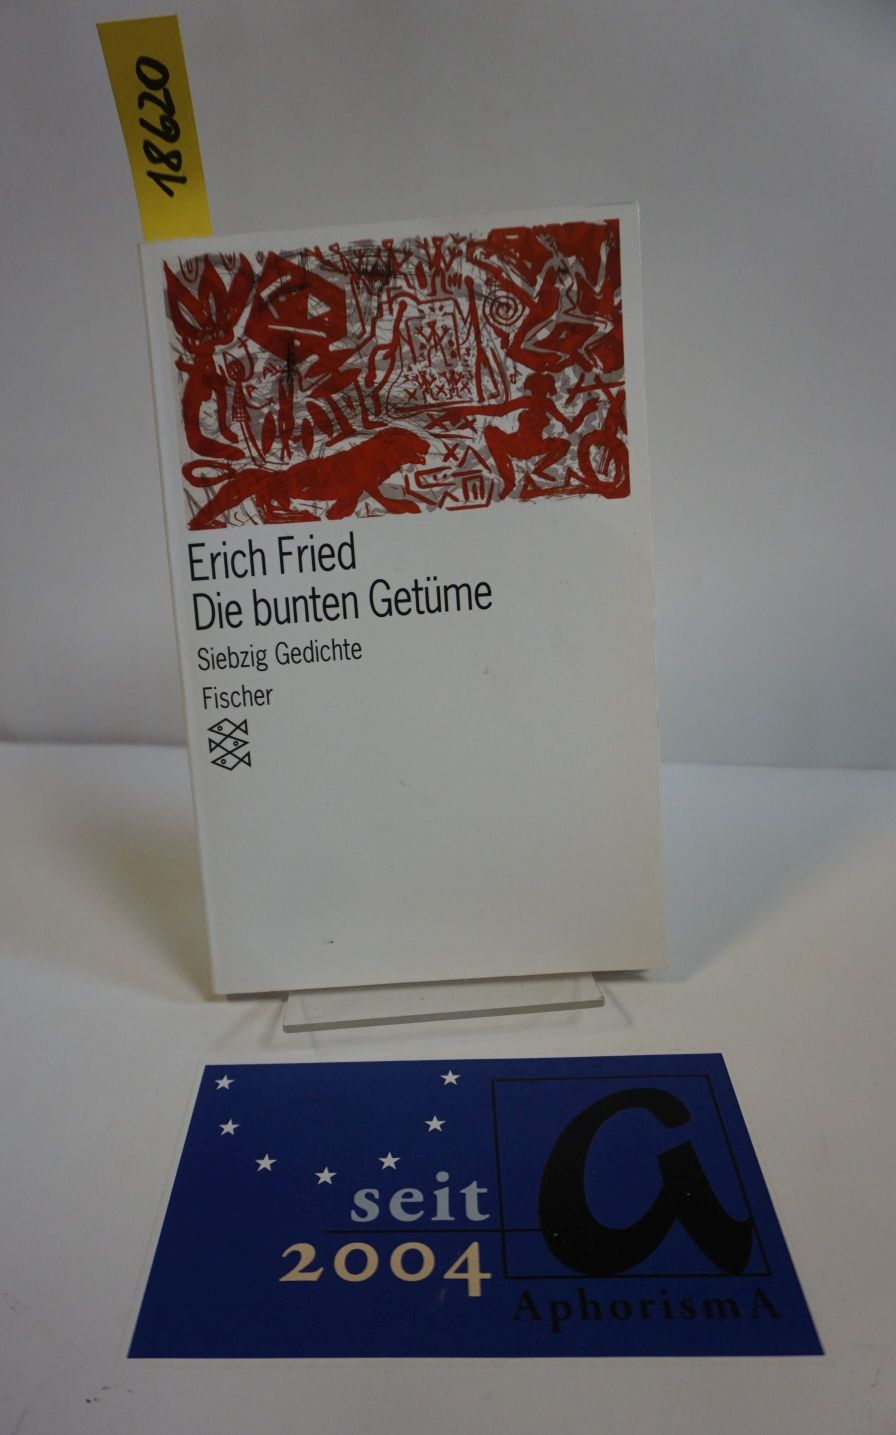 18620
Erich Fried
Die bunten Getüme
Siebzig Gedichte
Fischer
seit
2004
a
AphorismA